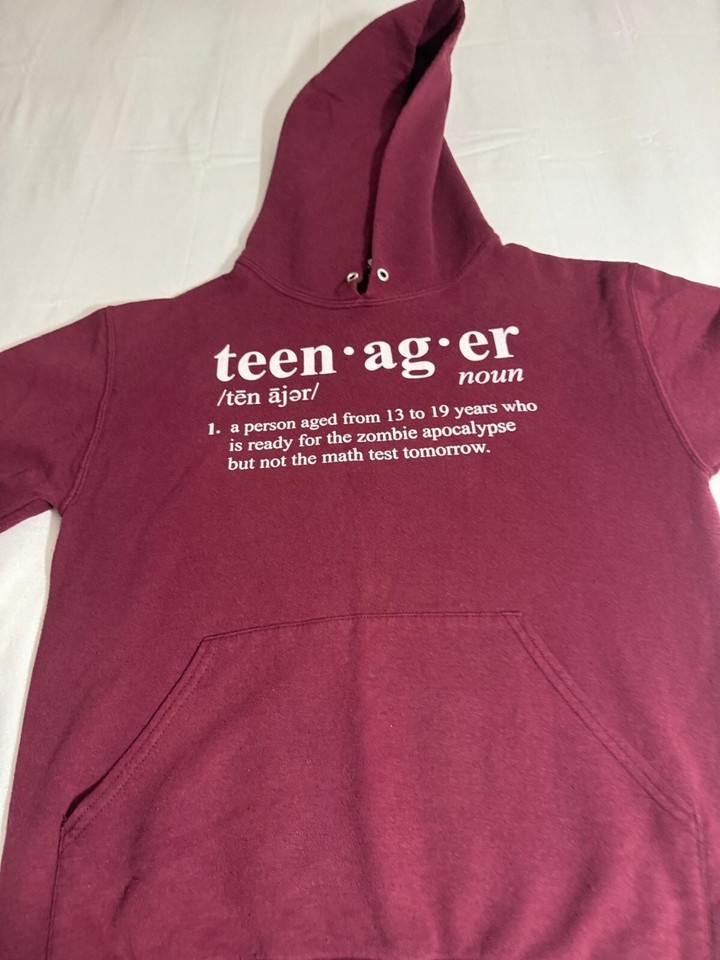 teen·ag·er
noun
/tēn ājər/
1. a person aged from 13 to 19 years who
is ready for the zombie apocalypse
but not the math test tomorrow.